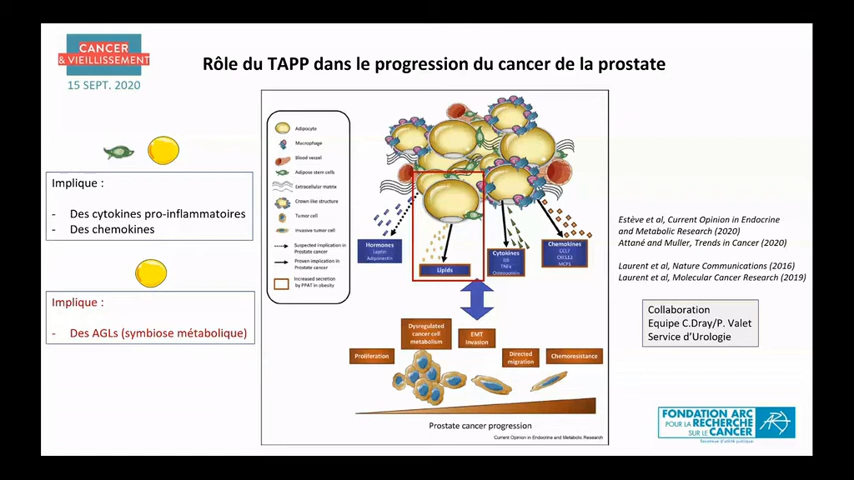 CANCER
& VIEILLISSEMENT
15 SEPT. 2020
Rôle du TAPP dans le progression du cancer de la prostate
Implique :
- Des cytokines pro-inflammatoires
- Des chemokines
Implique :
- Des AGLs (symbiose métabolique)
Adipocyte
Macrophage
Blood vessel
Adipose stem cells
Extracellular matrix
Crown like structure
Tumor cell
Invasive tumor cell
Suspected implication in
Prostate cancer
Proven implication in
Prostate cancer
Increased secretion
by PPAT in obesity
Hormones
Leptin
Adiponectin
Lipids
Cytokines
IL6
TNFα
Osteopontin
Chemokines
CCL7
CXCL12
MCP1
Dysregulated
cancer cell
metabolism
EMT
Invasion
Proliferation
Directed
migration
Chemoresistance
Prostate cancer progression
Current Opinion in Endocrine and Metabolic Research
Estève et al, Current Opinion in Endocrine
and Metabolic Research (2020)
Attané and Muller, Trends in Cancer (2020)
Laurent et al, Nature Communications (2016)
Laurent et al, Molecular Cancer Research (2019)
Collaboration
Equipe C.Dray/P. Valet
Service d'Urologie
FONDATION ARC
POUR LA RECHERCHE
SUR LE CANCER
Reconnue d'utilité publique
ARC